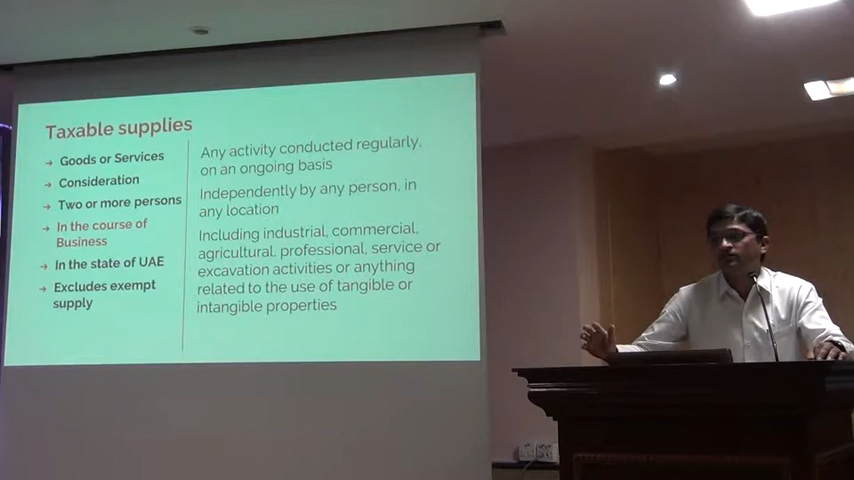 Taxable supplies
→ Goods or Services
→ Consideration
→ Two or more persons
→ In the course of
Business
→ In the state of UAE
→ Excludes exempt
supply
Any activity conducted regularly,
on an ongoing basis
Independently by any Person, in
any location
Including industrial, commercial,
agricultural, professional, service or
excavation activities or anything
related to the use of tangible or
intangible properties